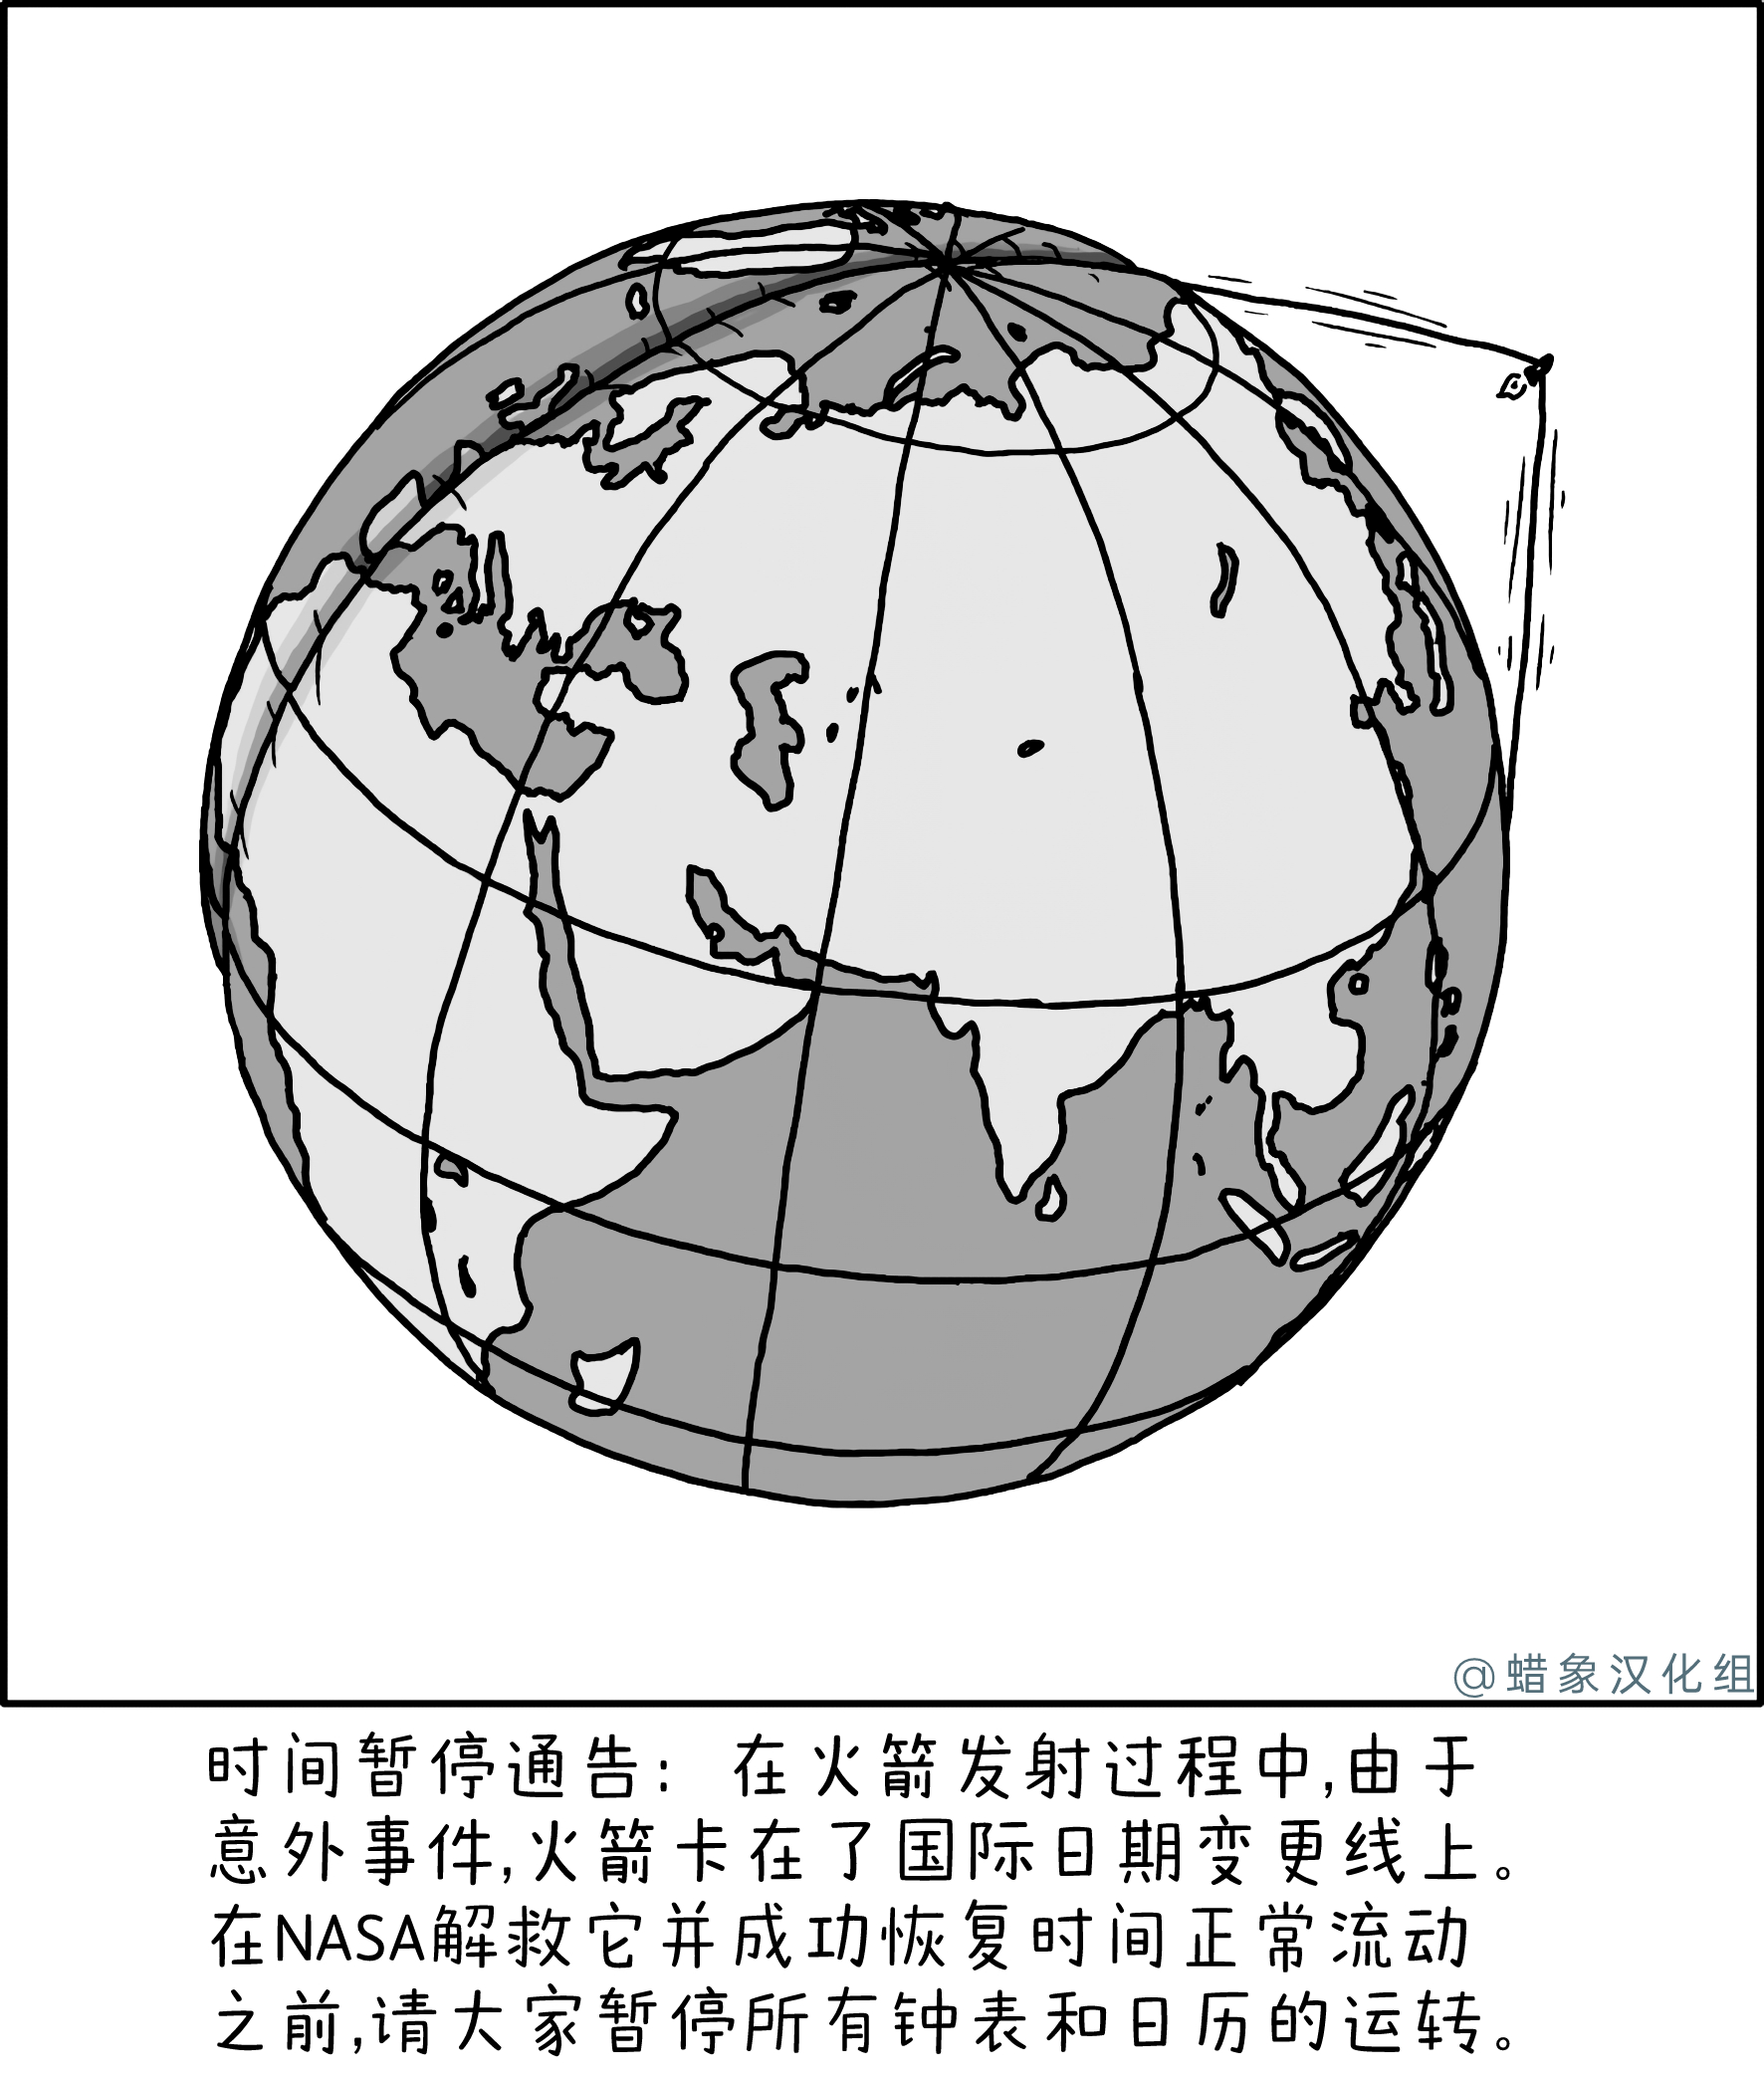 @蜡象汉化组
时间暂停通告： 在火箭发射过程中,由于
意外事件,火箭卡在了国际日期变更线上。
在NASA解救它并成功恢复时间正常流动
之前,请大家暂停所有钟表和日历的运转。